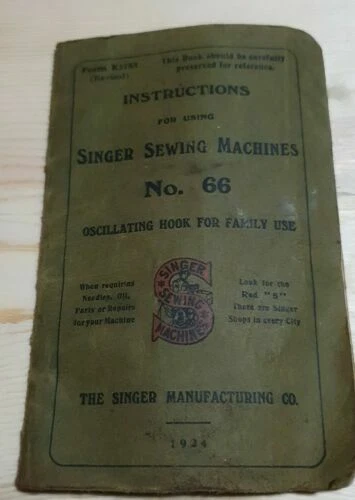 This Book should be carefully
(Revised) preserved for reference.
INSTRUCTIONS
FOR USING
SINGER SEWING MACHINES
No. 66
OSCILLATING HOOK FOR FAMILY USE
When requiring
Needles, Oil,
Parts or Repairs
for your Machine
SINGER
SEWING
MACHINES
Look for the
Red "S"
There are Singer
Shops in every City
THE SINGER MANUFACTURING CO.
1924